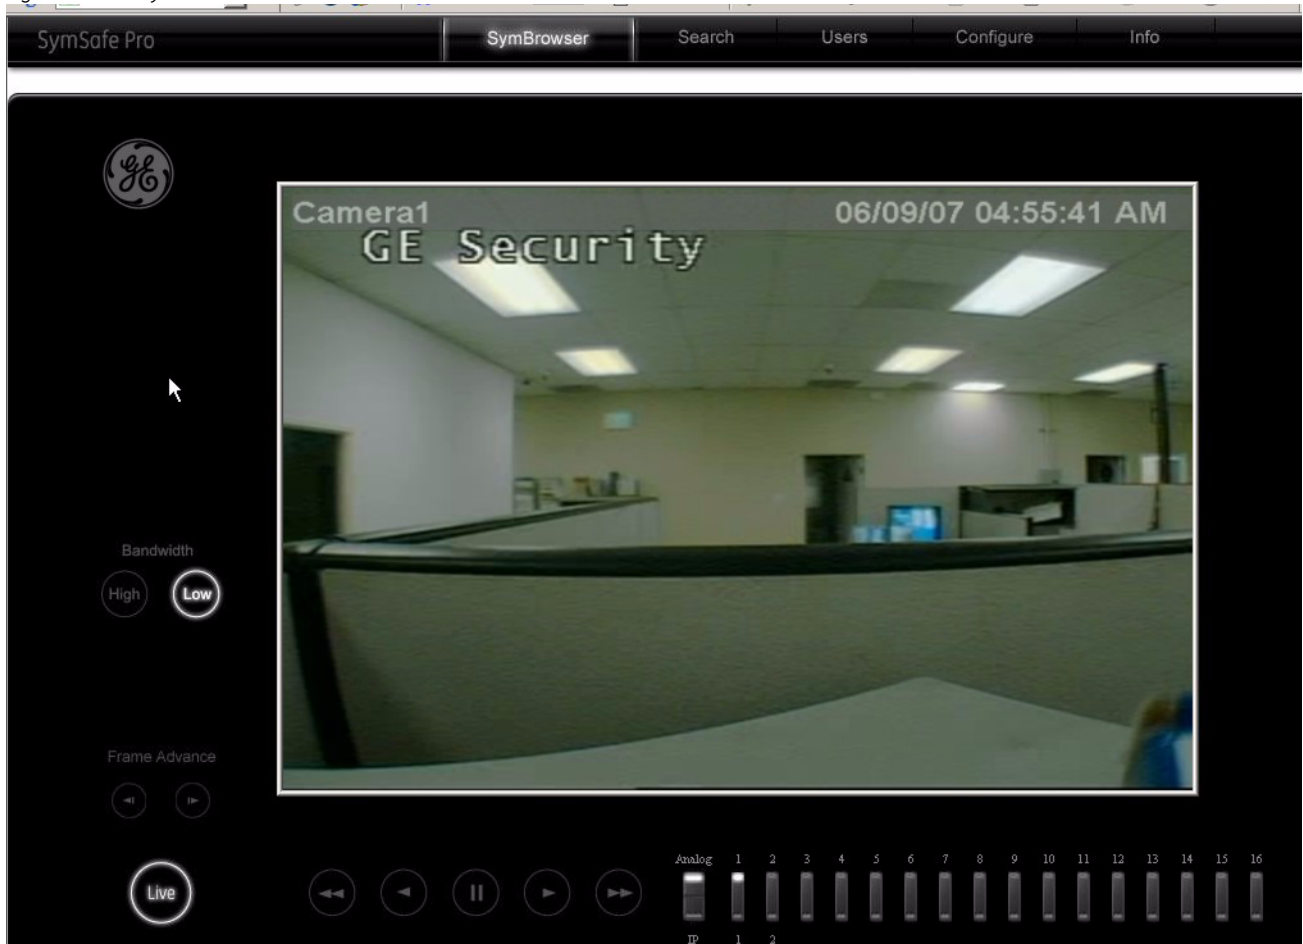 SymSafe Pro
SymBrowser
Search
Users
Configure
Info
GE
Camera1
06/09/07 04:55:41 AM
GE Security
Bandwidth
High
Low
Frame Advance
Live
Analog 1 2 3 4 5 6 7 8 9 10 11 12 13 14 15 16
IP 1 2